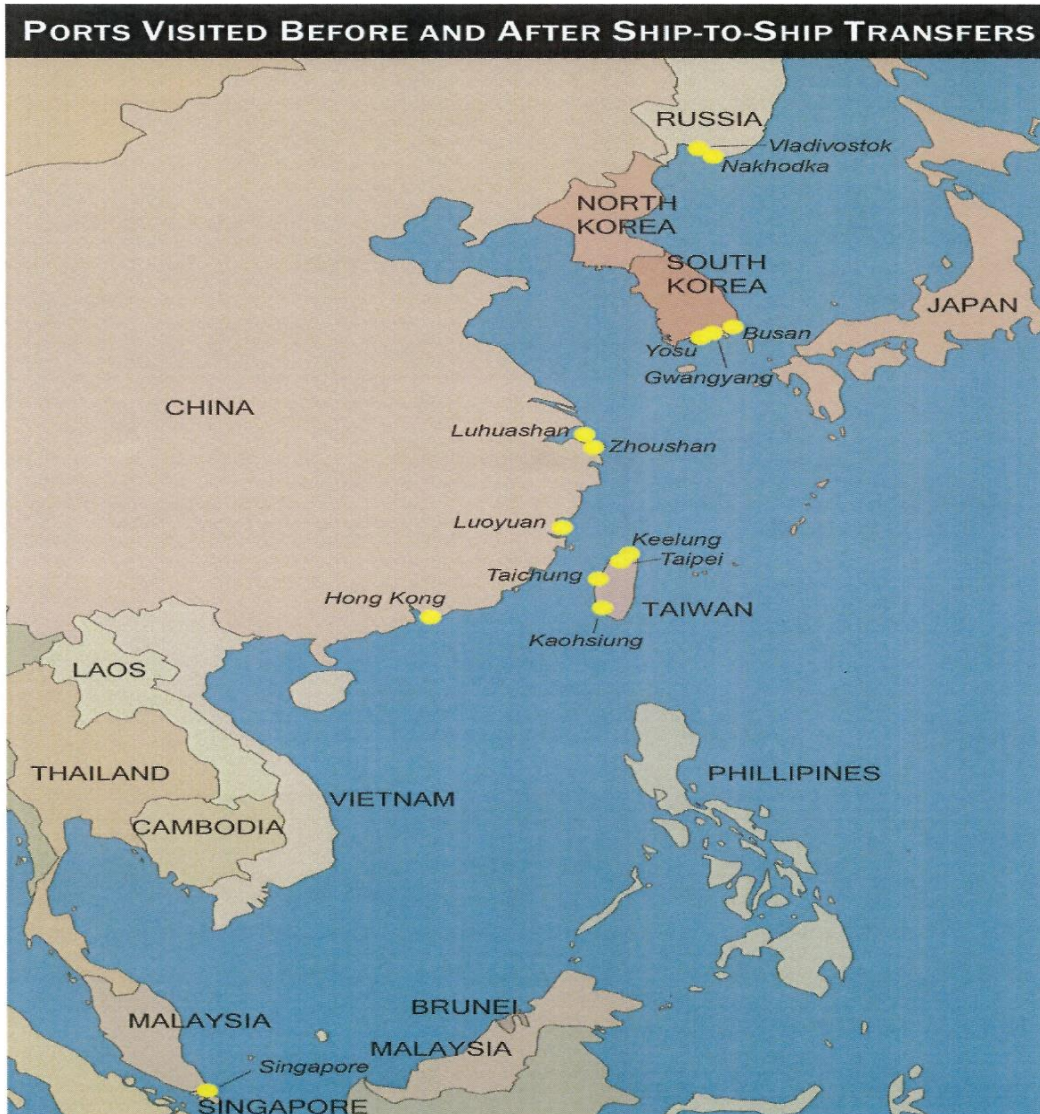 PORTS VISITED BEFORE AND AFTER SHIP-TO-SHIP TRANSFERS
RUSSIA
Vladivostok
Nakhodka
NORTH
KOREA
SOUTH
KOREA
JAPAN
Busan
Yosu
Gwangyang
CHINA
Luhuashan
Zhoushan
Luoyuan
Keelung
Taipei
Taichung
Hong Kong
TAIWAN
Kaohsiung
LAOS
THAILAND
PHILLIPINES
VIETNAM
CAMBODIA
BRUNEI
MALAYSIA
MALAYSIA
Singapore
SINGAPORE